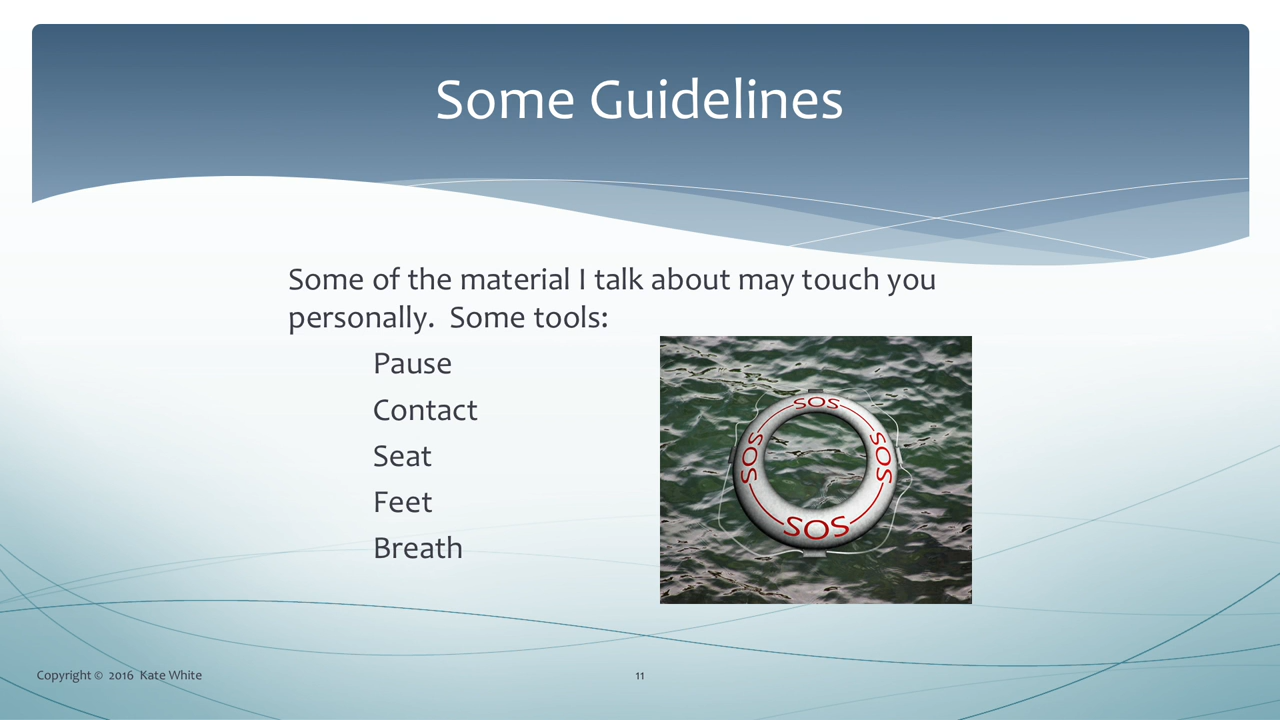 Some Guidelines
Some of the material I talk about may touch you
personally.  Some tools:
Pause
Contact
Seat
Feet
Breath
SOS
SOS
SOS
SOS
Copyright © 2016 Kate White
11